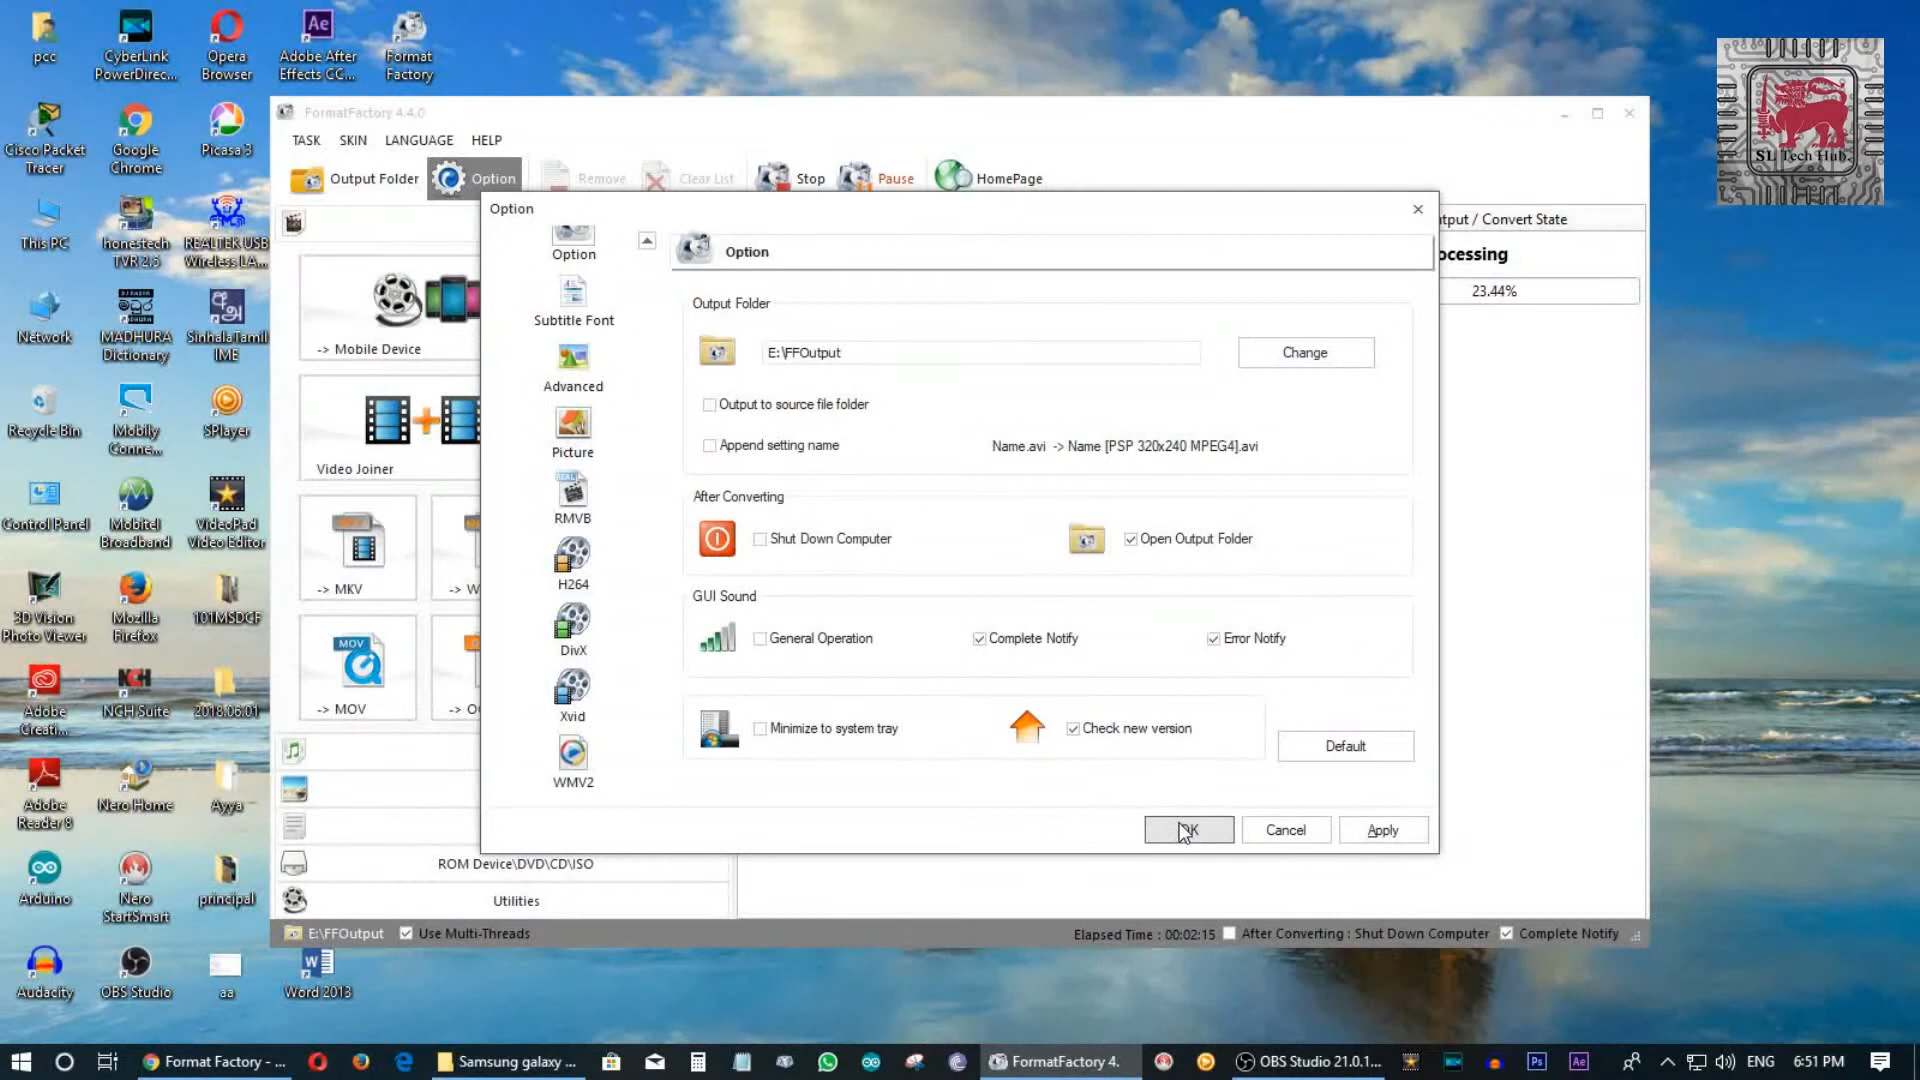 pcc
CyberLink
PowerDirec...
Opera
Browser
Adobe After
Effects CC...
Format
Factory
Cisco Packet
Tracer
Google
Chrome
Picasa 3
This PC
honestech
TVR 2.5
REALTEK USB
Wireless LA...
Network
MADHURA
Dictionary
SinhalaTamil
IME
Recycle Bin
Mobily
Conne...
SPlayer
Control Panel
Mobitel
Broadband
VideoPad
Video Editor
3D Vision
Photo Viewer
Mozilla
Firefox
101MSDCF
Adobe
Creati...
NCH Suite
2018.06.01
Adobe
Reader 8
Nero Home
Ayya
Arduino
Nero
StartSmart
principal
Audacity
OBS Studio
aa
Word 2013
SL Tech Hub.
FormatFactory 4.4.0
TASK SKIN LANGUAGE HELP
Output Folder Option Remove Clear List Stop Pause HomePage
-> Mobile Device
Video Joiner
-> MKV
-> W
MOV
-> MOV
-> O
ROM Device\DVD\CD\ISO
Utilities
tput / Convert State
ocessing
23.44%
Option
Option
Subtitle Font
Advanced
Picture
REAL
RMVB
H264
DivX
Xvid
WMV2
Option
Output Folder
E:\FFOutput
Change
Output to source file folder
Append setting name Name.avi -> Name [PSP 320x240 MPEG4].avi
After Converting
Shut Down Computer Open Output Folder
GUI Sound
General Operation Complete Notify Error Notify
Minimize to system tray Check new version
Default
OK Cancel Apply
E:\FFOutput Use Multi-Threads Elapsed Time : 00:02:15 After Converting : Shut Down Computer Complete Notify
Format Factory - ... Samsung galaxy ... FormatFactory 4. OBS Studio 21.0.1... Ps Ae ENG 6:51 PM